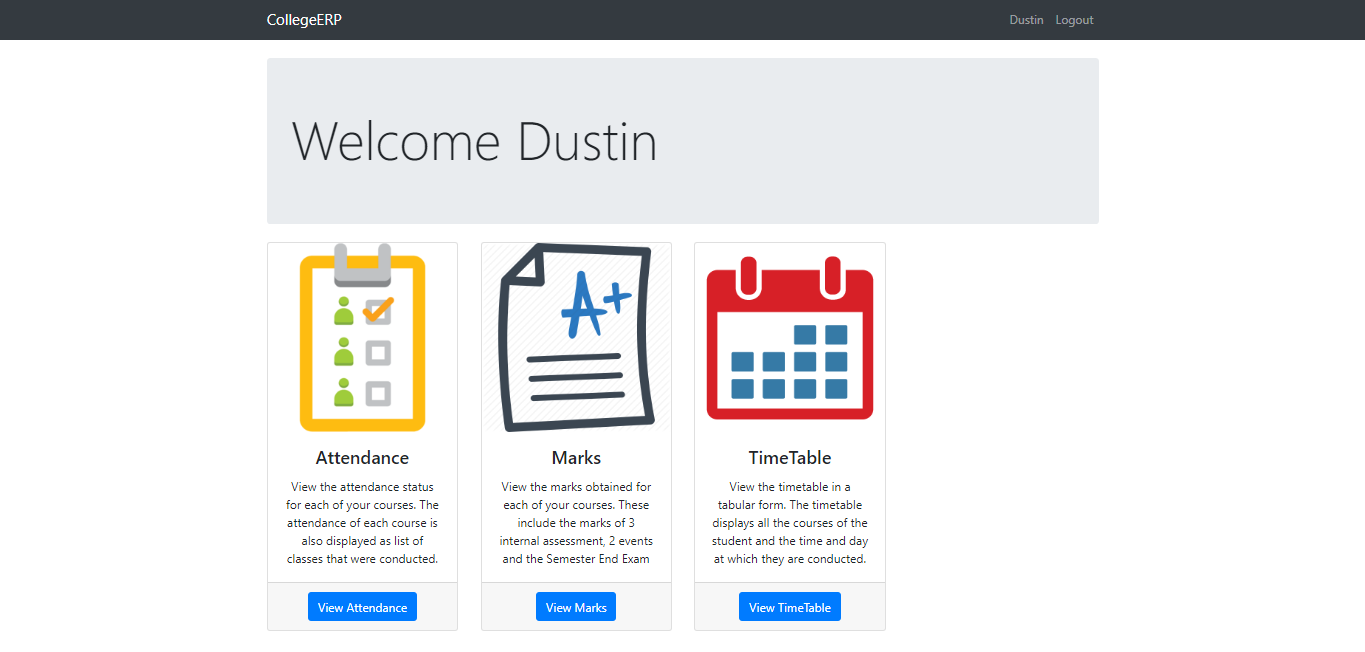 CollegeERP
Dustin Logout
Welcome Dustin
A+
Attendance
View the attendance status
for each of your courses. The
attendance of each course is
also displayed as list of
classes that were conducted.
View Attendance
Marks
View the marks obtained for
each of your courses. These
include the marks of 3
internal assessment, 2 events
and the Semester End Exam
View Marks
TimeTable
View the timetable in a
tabular form. The timetable
displays all the courses of the
student and the time and day
at which they are conducted.
View TimeTable